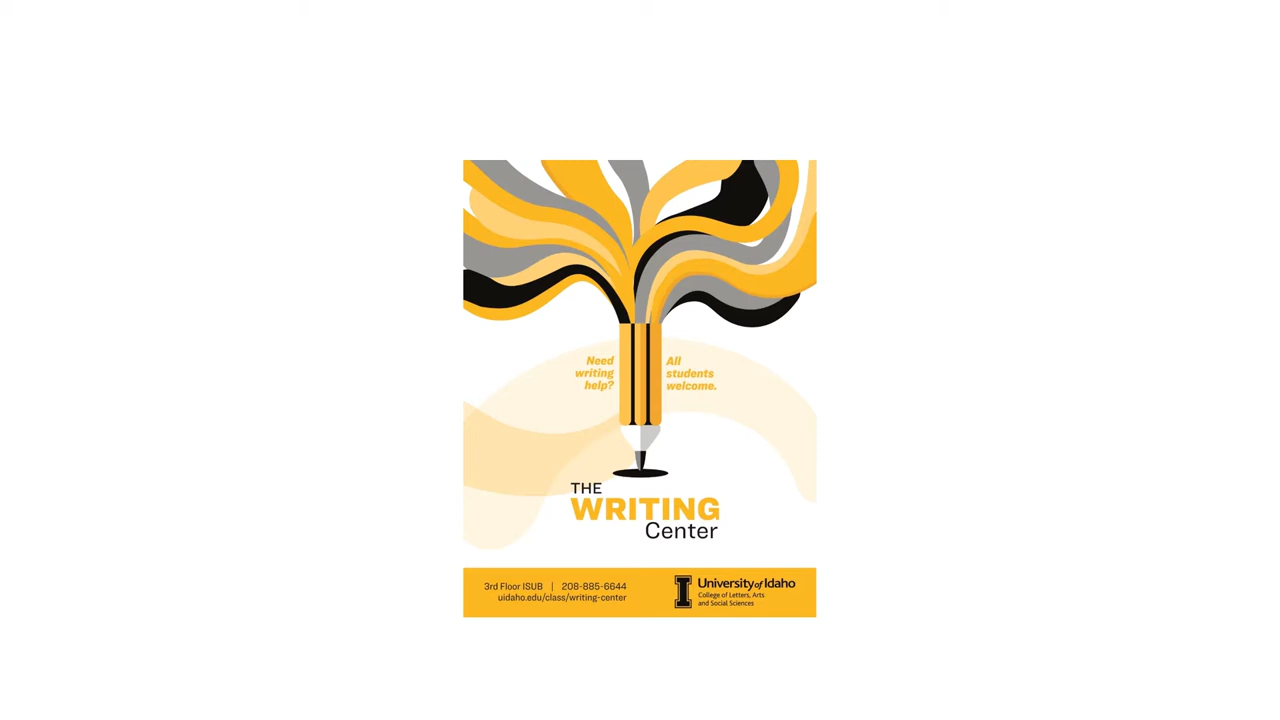 Need
writing
help?
All
students
welcome.
THE
WRITING
Center
3rd Floor ISUB | 208-885-6644
uidaho.edu/class/writing-center
I
University of Idaho
College of Letters, Arts
and Social Sciences